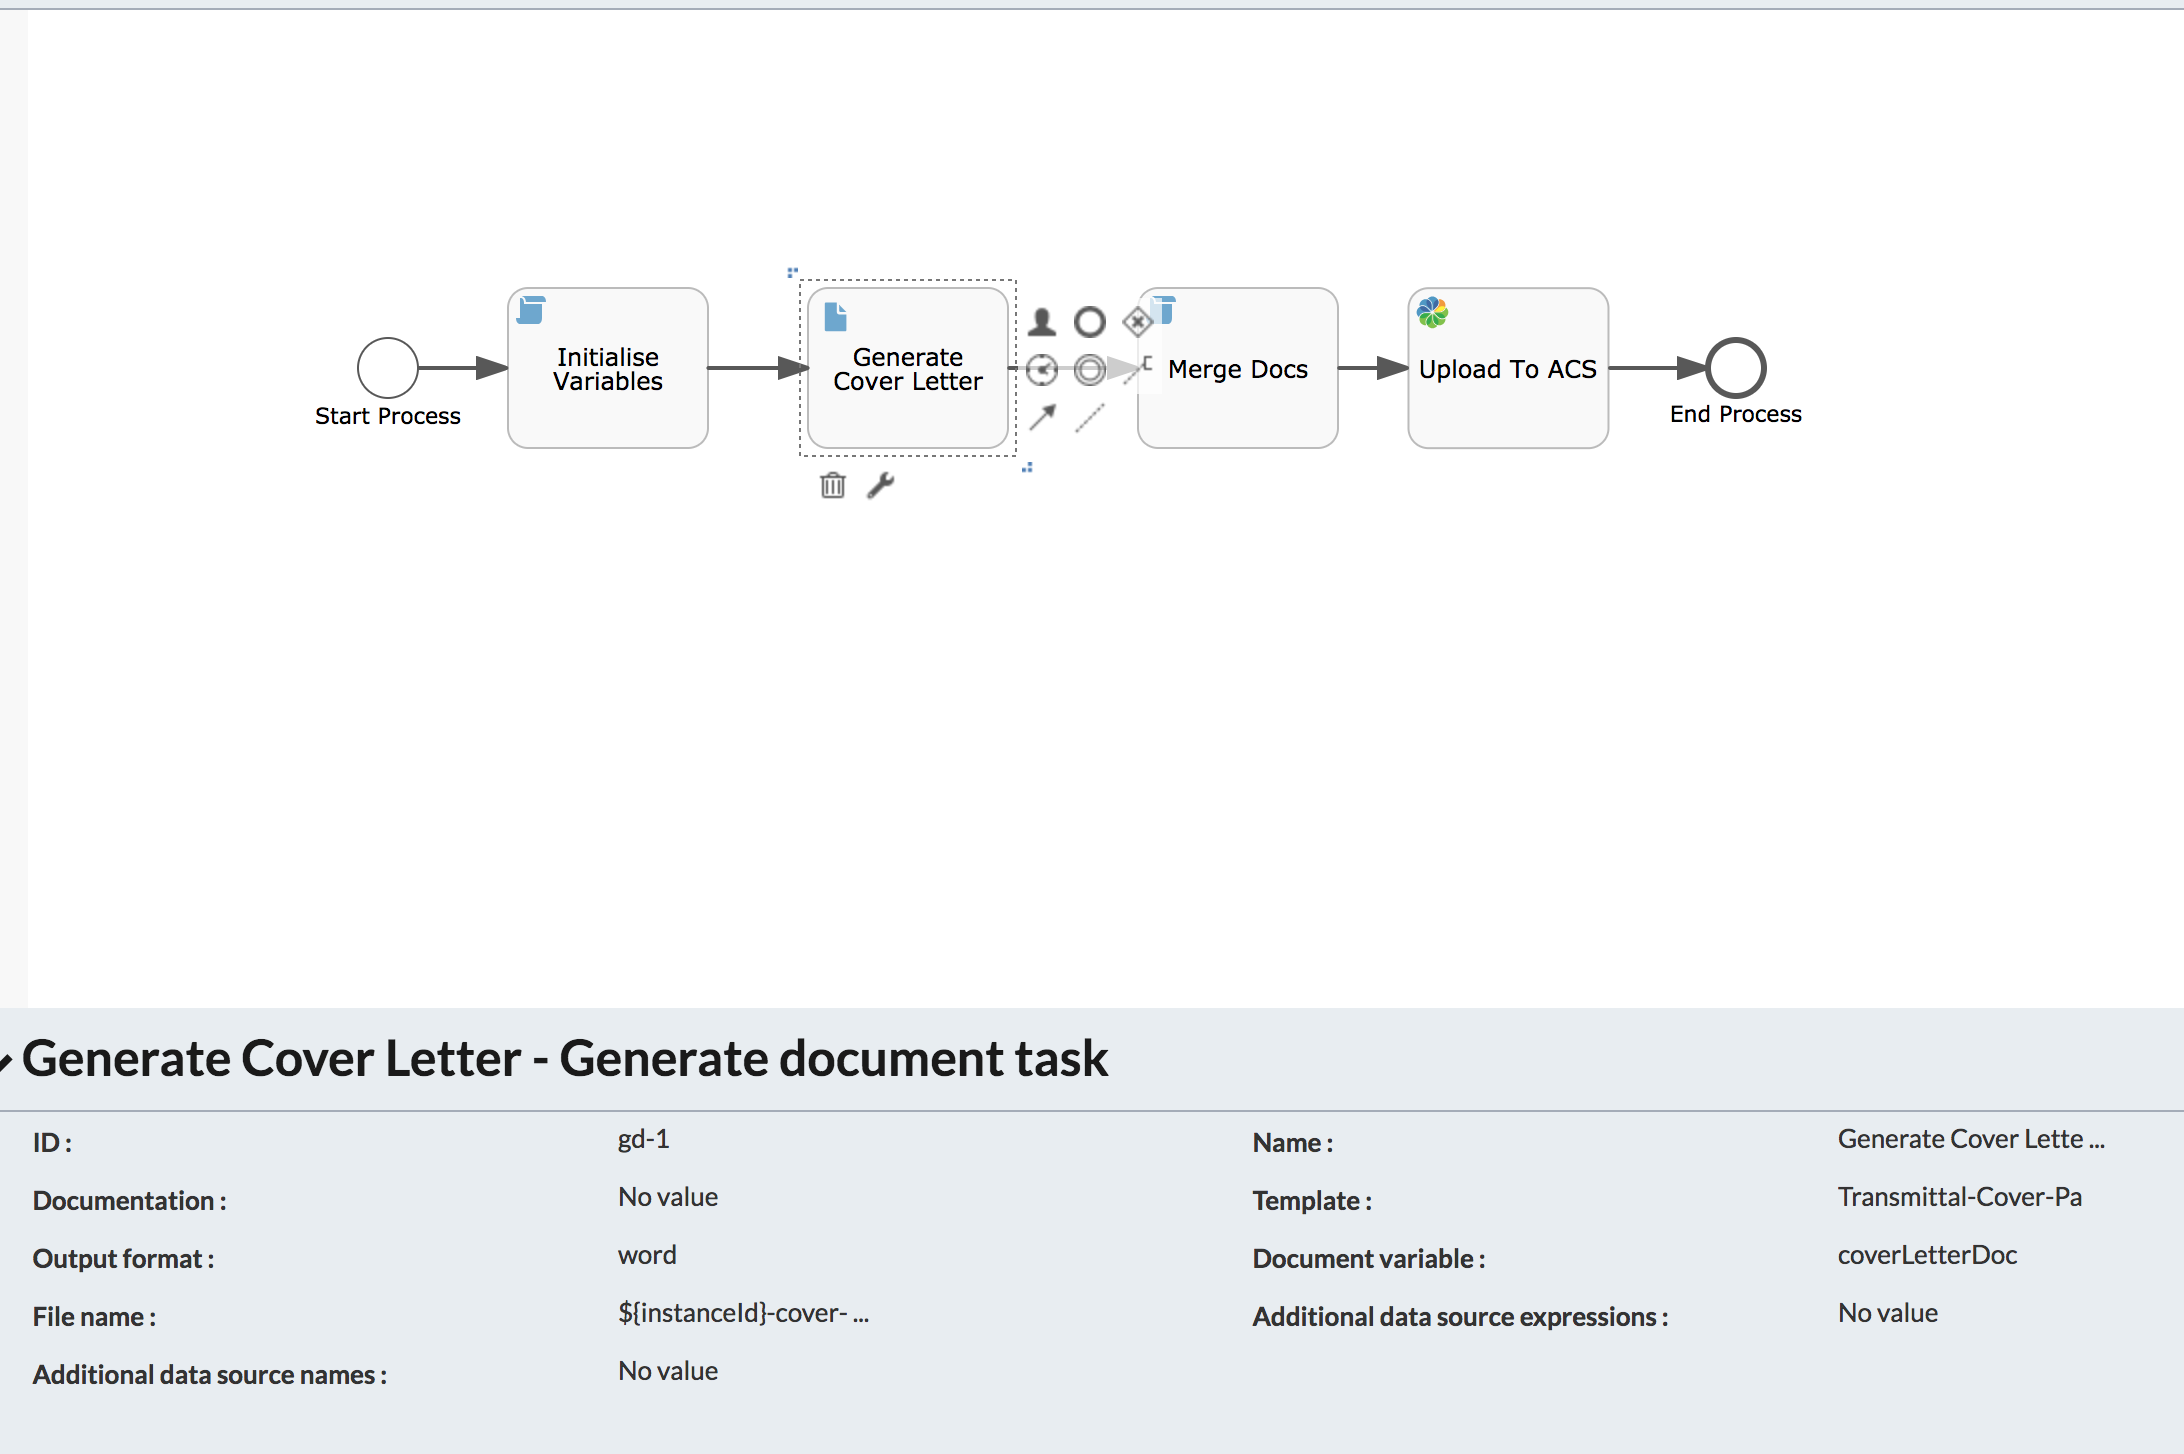 Start Process
Initialise
Variables
Generate
Cover Letter
Merge Docs
Upload To ACS
End Process
Generate Cover Letter - Generate document task
ID :
gd-1
Name :
Generate Cover Lette ...
Documentation :
No value
Template :
Transmittal-Cover-Pa
Output format :
word
Document variable :
coverLetterDoc
File name :
${instanceId}-cover- ...
Additional data source expressions :
No value
Additional data source names :
No value